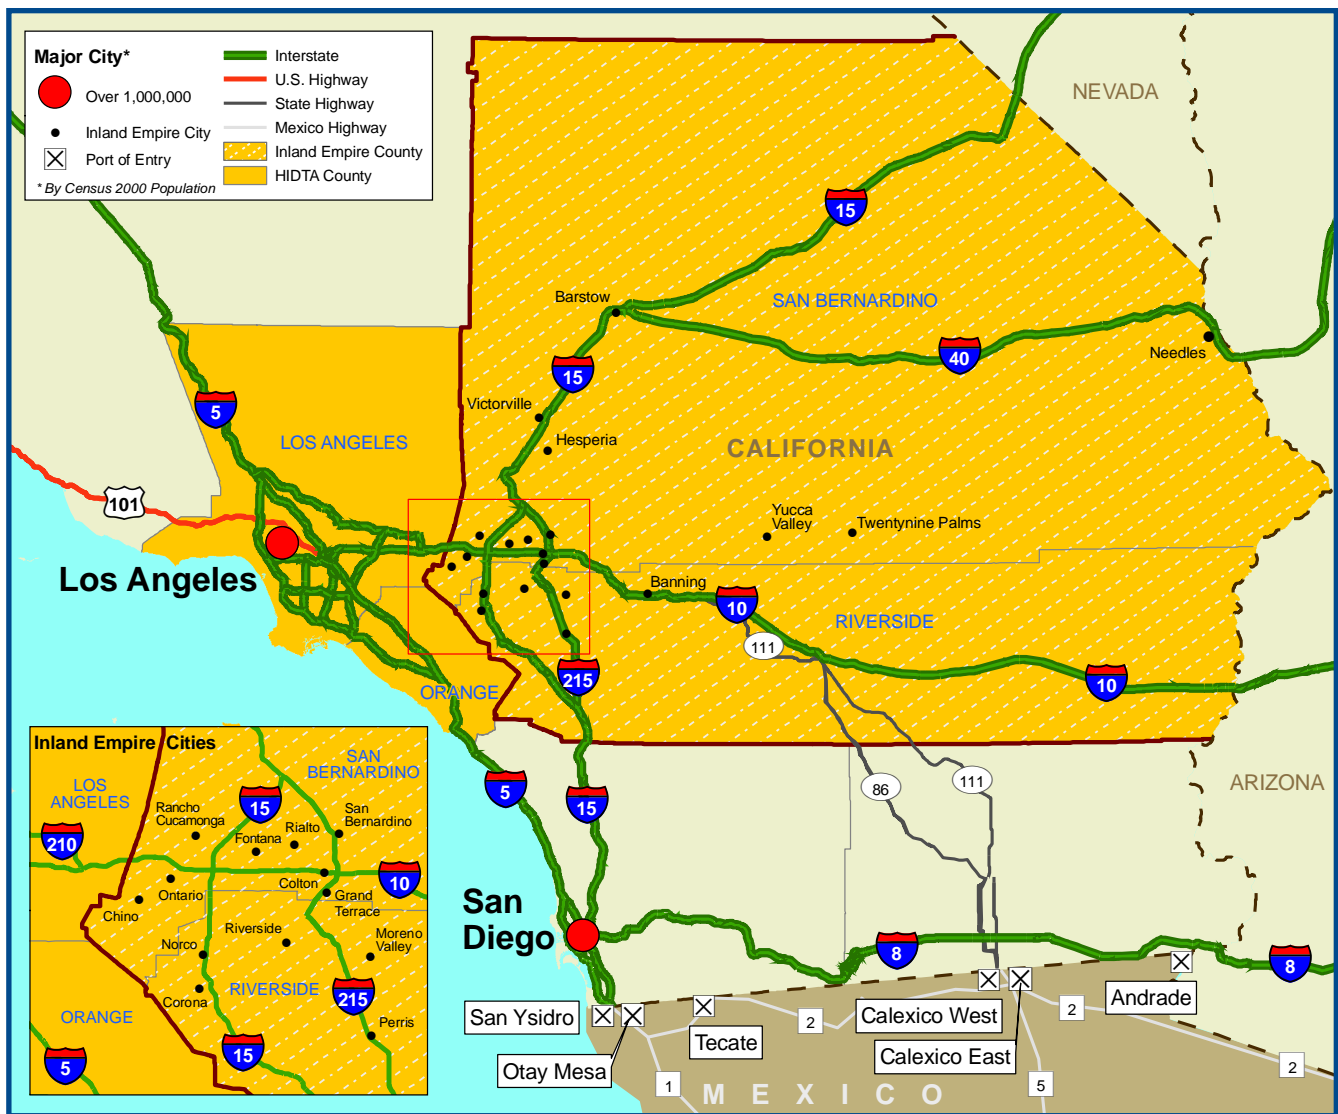 Major City*
Over 1,000,000
Inland Empire City
Port of Entry
* By Census 2000 Population
Interstate
U.S. Highway
State Highway
Mexico Highway
Inland Empire County
HIDTA County
NEVADA
15
Barstow
SAN BERNARDINO
40
Needles
15
5
Victorville
Hesperia
LOS ANGELES
CALIFORNIA
101
Yucca
Valley
Twentynine Palms
Los Angeles
Banning
10
RIVERSIDE
111
215
10
ORANGE
5
15
86
111
ARIZONA
San
Diego
8
8
San Ysidro
Otay Mesa
Tecate
2
Calexico West
Calexico East
2
Andrade
2
1
5
MEXICO
Inland Empire Cities
LOS
ANGELES
SAN
BERNARDINO
15
Rancho
Cucamonga
San
Bernardino
Rialto
Fontana
210
10
Colton
Ontario
Grand
Terrace
Chino
Riverside
Moreno
Valley
Norco
RIVERSIDE
215
Corona
ORANGE
Perris
15
5